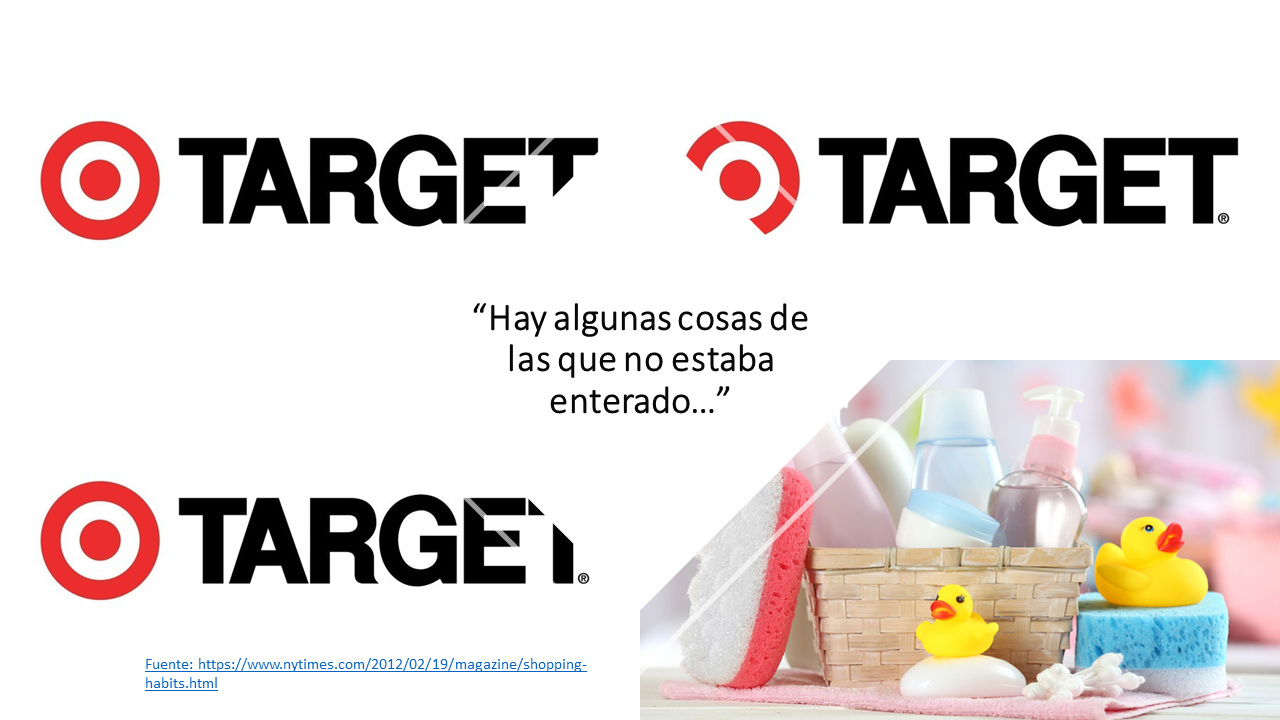 TARGET
TARGET®
“Hay algunas cosas de
las que no estaba
enterado…”
TARGET®
Fuente: https://www.nytimes.com/2012/02/19/magazine/shopping-
habits.html